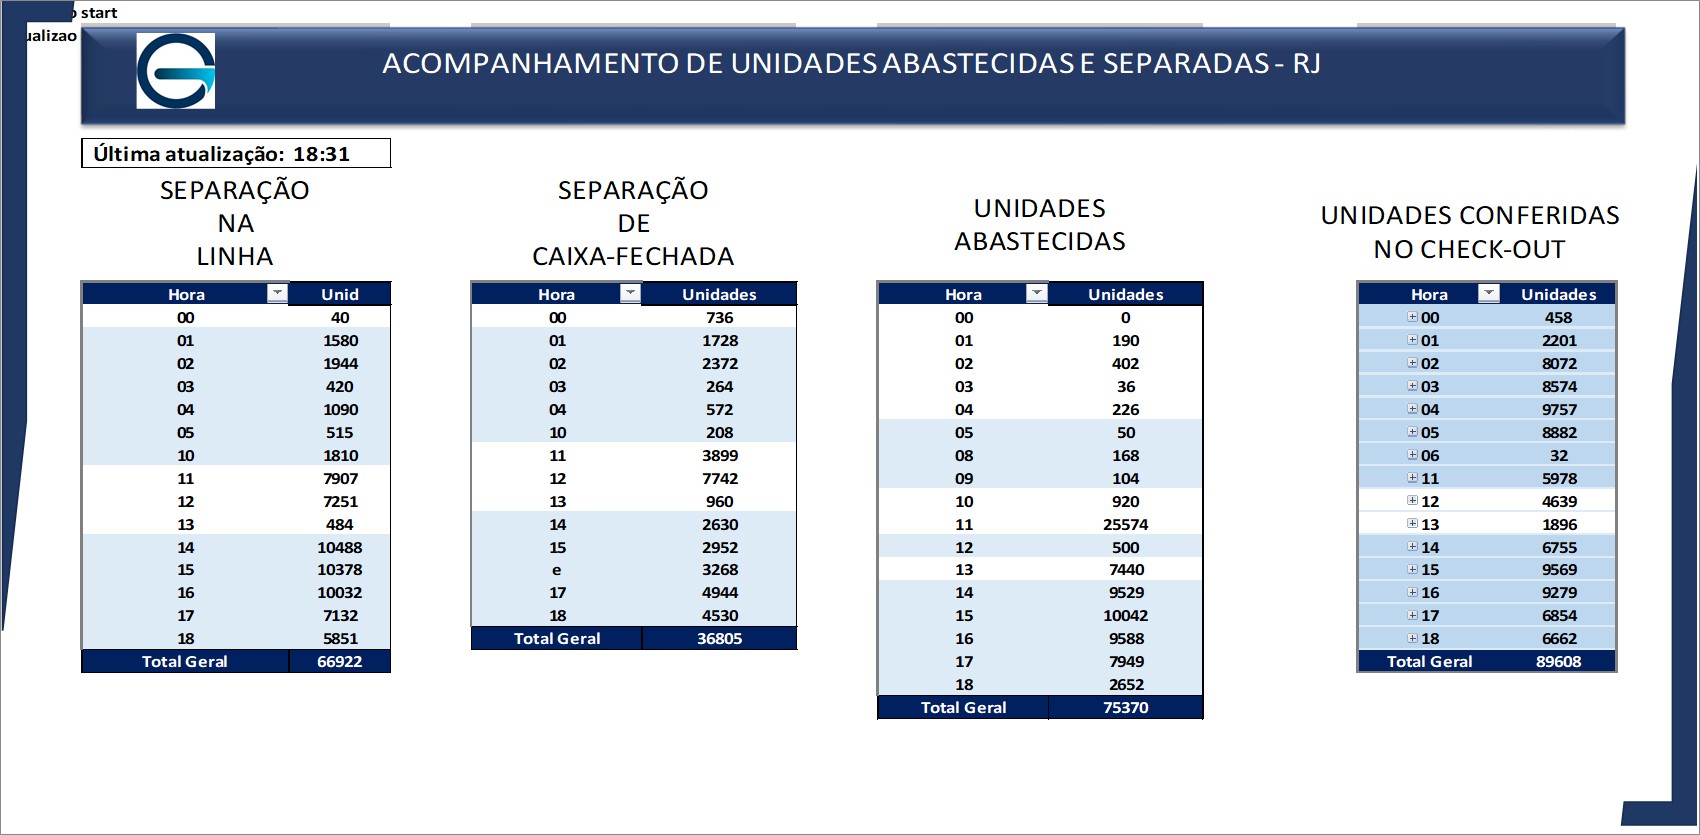 start
ualizao
ACOMPANHAMENTO DE UNIDADES ABASTECIDAS E SEPARADAS - RJ
Última atualização: 18:31
SEPARAÇÃO
NA
LINHA
Hora Unid
00 40
01 1580
02 1944
03 420
04 1090
05 515
10 1810
11 7907
12 7251
13 484
14 10488
15 10378
16 10032
17 7132
18 5851
Total Geral 66922
SEPARAÇÃO
DE
CAIXA-FECHADA
Hora Unidades
00 736
01 1728
02 2372
03 264
04 572
10 208
11 3899
12 7742
13 960
14 2630
15 2952
e 3268
17 4944
18 4530
Total Geral 36805
UNIDADES
ABASTECIDAS
Hora Unidades
00 0
01 190
02 402
03 36
04 226
05 50
08 168
09 104
10 920
11 25574
12 500
13 7440
14 9529
15 10042
16 9588
17 7949
18 2652
Total Geral 75370
UNIDADES CONFERIDAS
NO CHECK-OUT
Hora Unidades
00 458
01 2201
02 8072
03 8574
04 9757
05 8882
06 32
11 5978
12 4639
13 1896
14 6755
15 9569
16 9279
17 6854
18 6662
Total Geral 89608